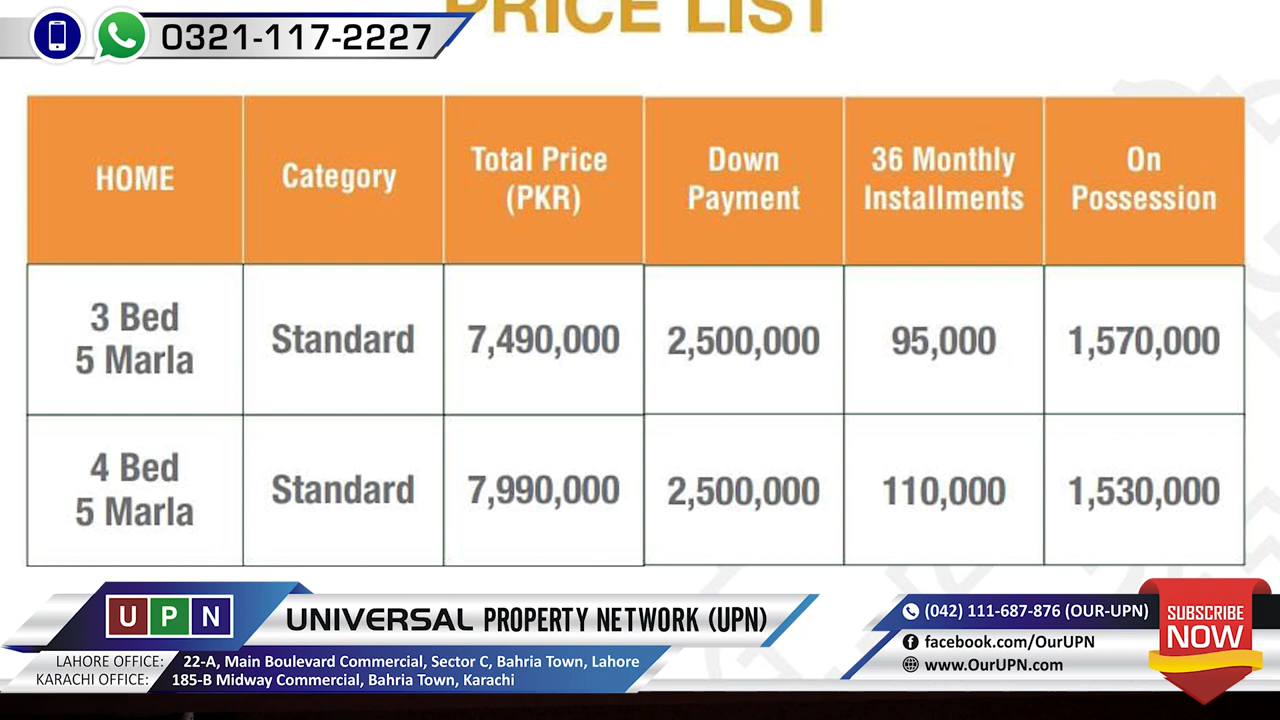 PRICE LIST
0321-117-2227
HOME Category Total Price (PKR) Down Payment 36 Monthly Installments On Possession
3 Bed 5 Marla Standard 7,490,000 2,500,000 95,000 1,570,000
4 Bed 5 Marla Standard 7,990,000 2,500,000 110,000 1,530,000
UPN UNIVERSAL PROPERTY NETWORK (UPN)
LAHORE OFFICE: 22-A, Main Boulevard Commercial, Sector C, Bahria Town, Lahore
KARACHI OFFICE: 185-B Midway Commercial, Bahria Town, Karachi
(042) 111-687-876 (OUR-UPN)
facebook.com/OurUPN
www.OurUPN.com
SUBSCRIBE
NOW